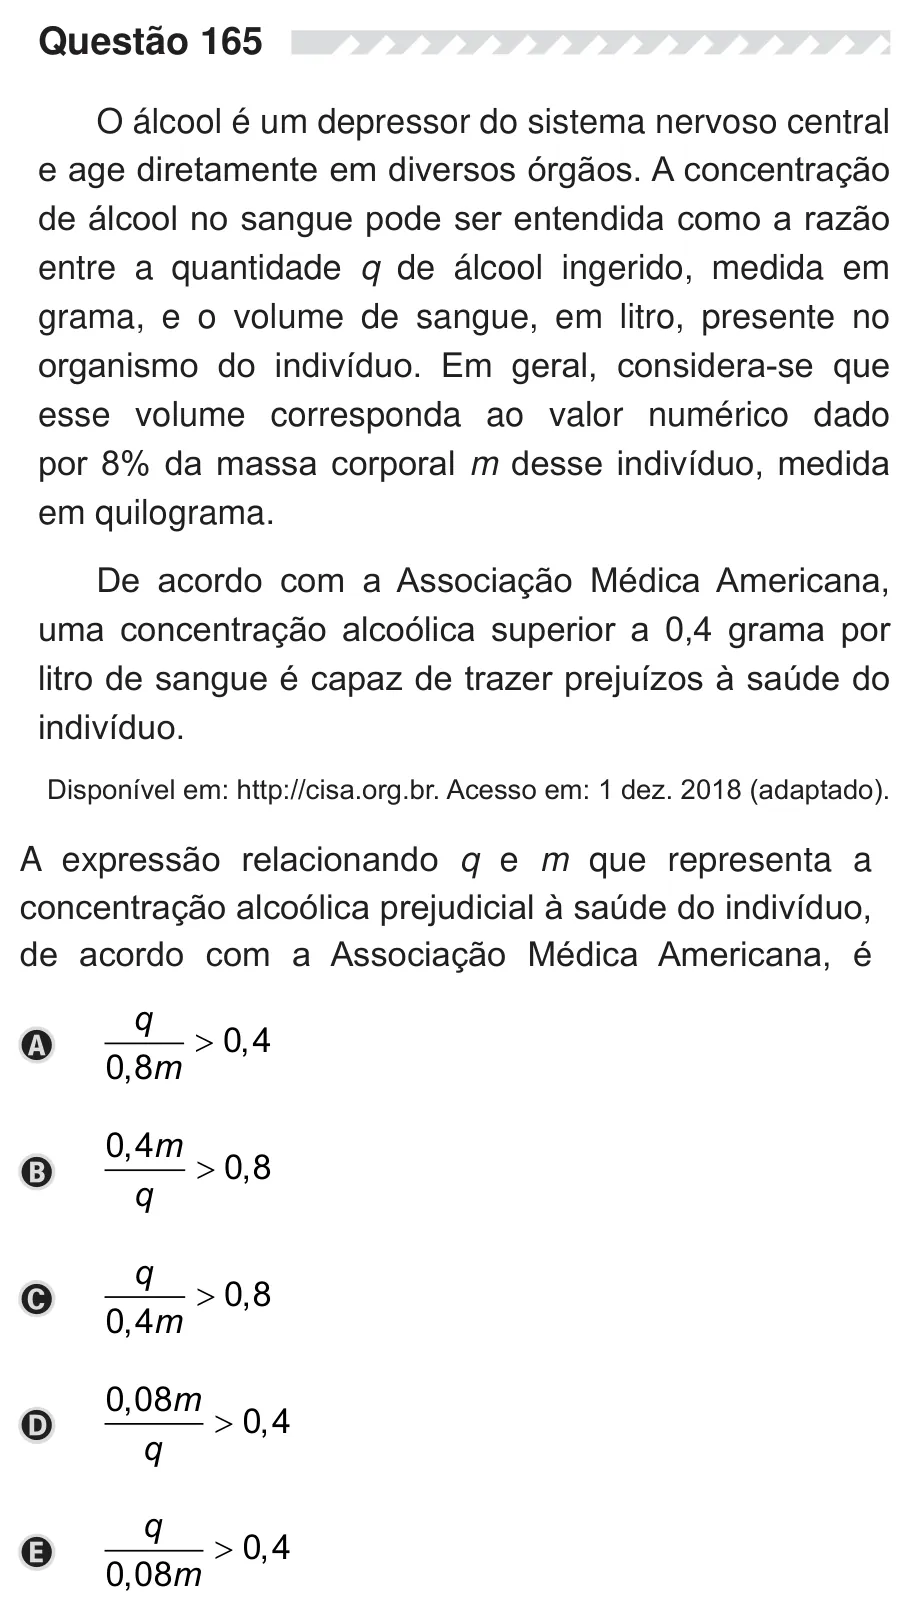 Questão 165
O álcool é um depressor do sistema nervoso central
e age diretamente em diversos órgãos. A concentração
de álcool no sangue pode ser entendida como a razão
entre a quantidade q de álcool ingerido, medida em
grama, e o volume de sangue, em litro, presente no
organismo do indivíduo. Em geral, considera-se que
esse volume corresponda ao valor numérico dado
por 8% da massa corporal m desse indivíduo, medida
em quilograma.
De acordo com a Associação Médica Americana,
uma concentração alcoólica superior a 0,4 grama por
litro de sangue é capaz de trazer prejuízos à saúde do
indivíduo.
Disponível em: http://cisa.org.br. Acesso em: 1 dez. 2018 (adaptado).
A expressão relacionando q e m que representa a
concentração alcoólica prejudicial à saúde do indivíduo,
de acordo com a Associação Médica Americana, é
A q/0,8m > 0,4
B 0,4m/q > 0,8
C q/0,4m > 0,8
D 0,08m/q > 0,4
E q/0,08m > 0,4